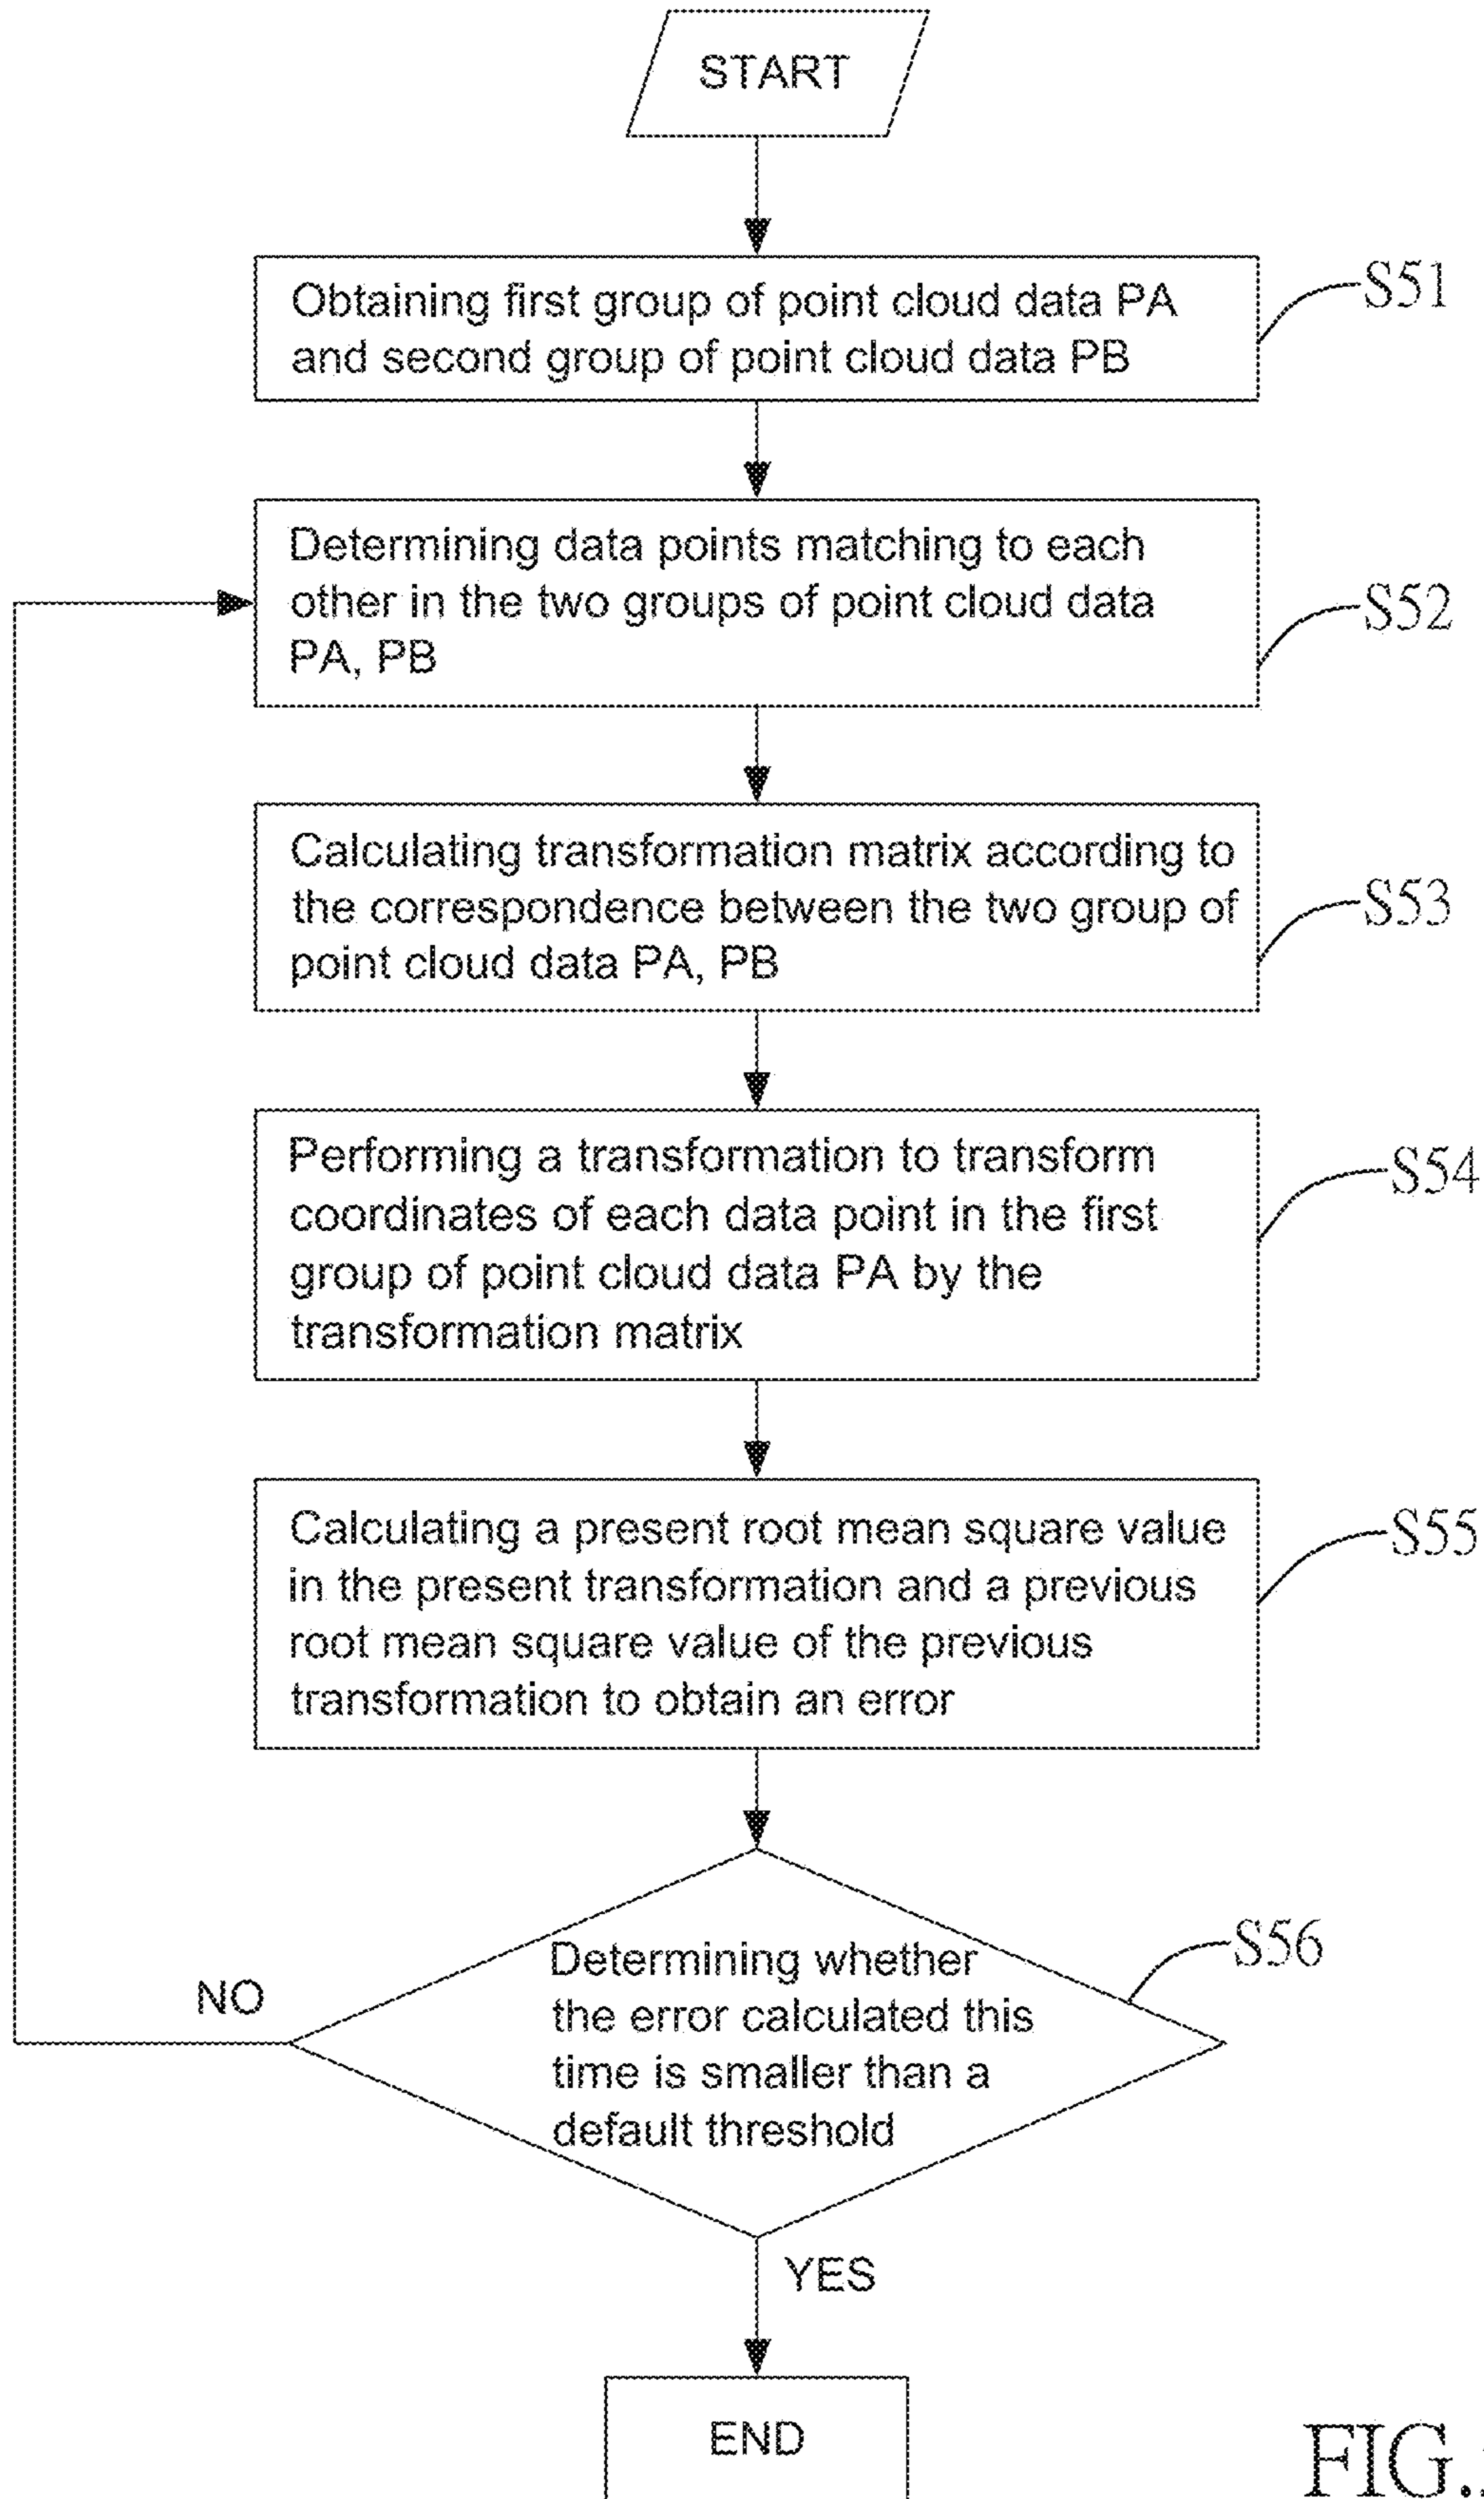 START
Obtaining first group of point cloud data PA
and second group of point cloud data PB
S51
Determining data points matching to each
other in the two groups of point cloud data
PA, PB
S52
Calculating transformation matrix according to
the correspondence between the two group of
point cloud data PA, PB
S53
Performing a transformation to transform
coordinates of each data point in the first
group of point cloud data PA by the
transformation matrix
S54
Calculating a present root mean square value
in the present transformation and a previous
root mean square value of the previous
transformation to obtain an error
S55
Determining whether
the error calculated this
time is smaller than a
default threshold
S56
NO
YES
END
FIG.